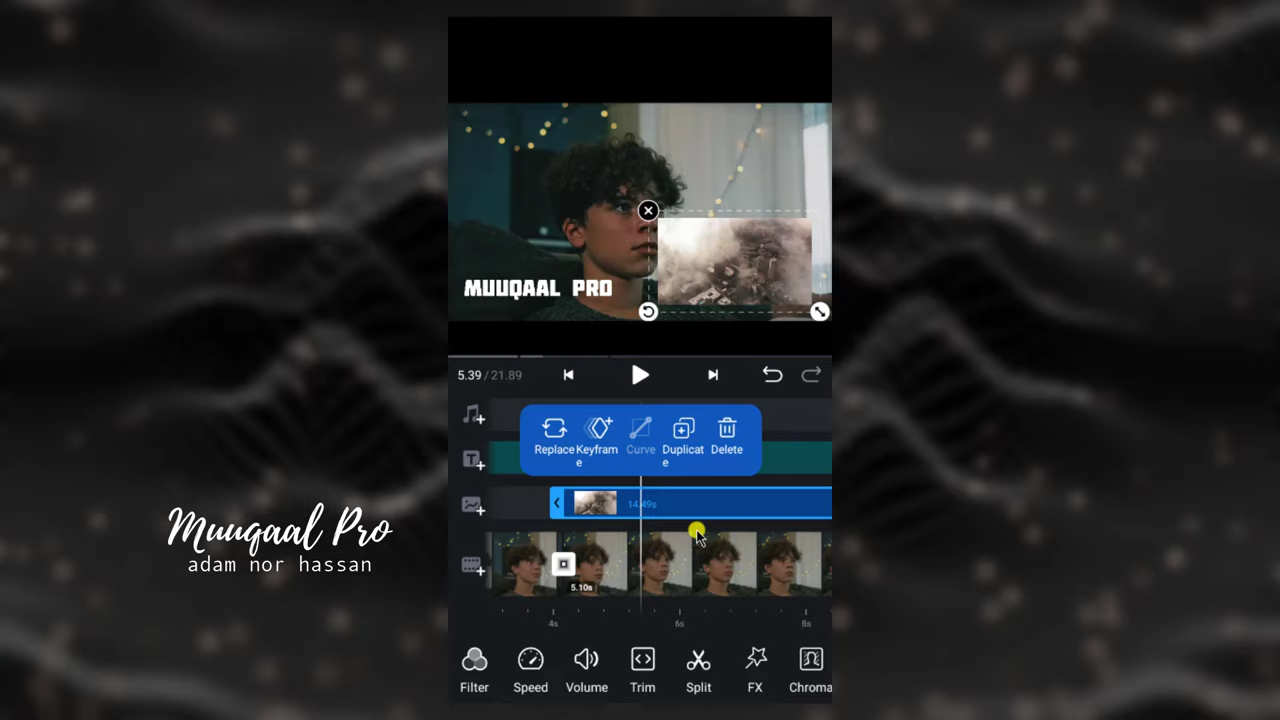 MUUQAAL PRO
5.39 / 21.89
Replace Keyfram
e Curve Duplicat
e Delete
14.49s
5.10s
4s 6s 8s
Filter Speed Volume Trim Split FX Chroma
Muuqaal Pro
adam nor hassan